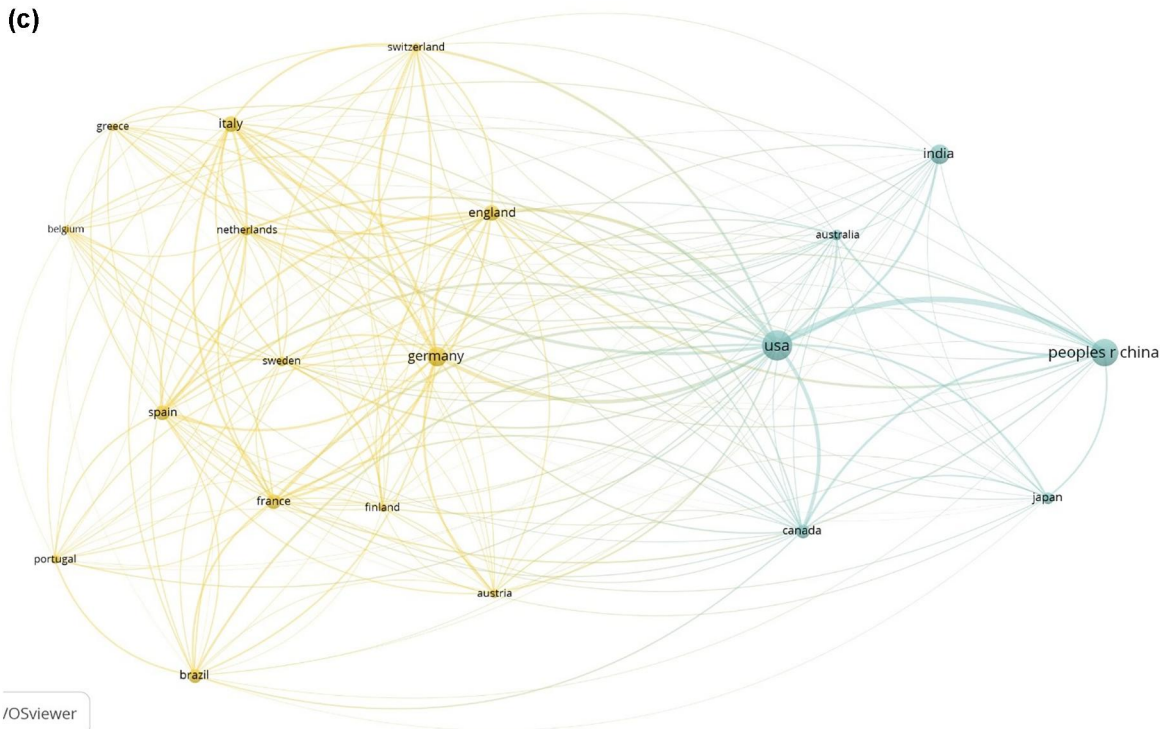 (c)
switzerland
greece
italy
india
england
belgium
netherlands
australia
usa
peoples r china
germany
sweden
spain
france
finland
japan
canada
portugal
austria
brazil
VOSviewer